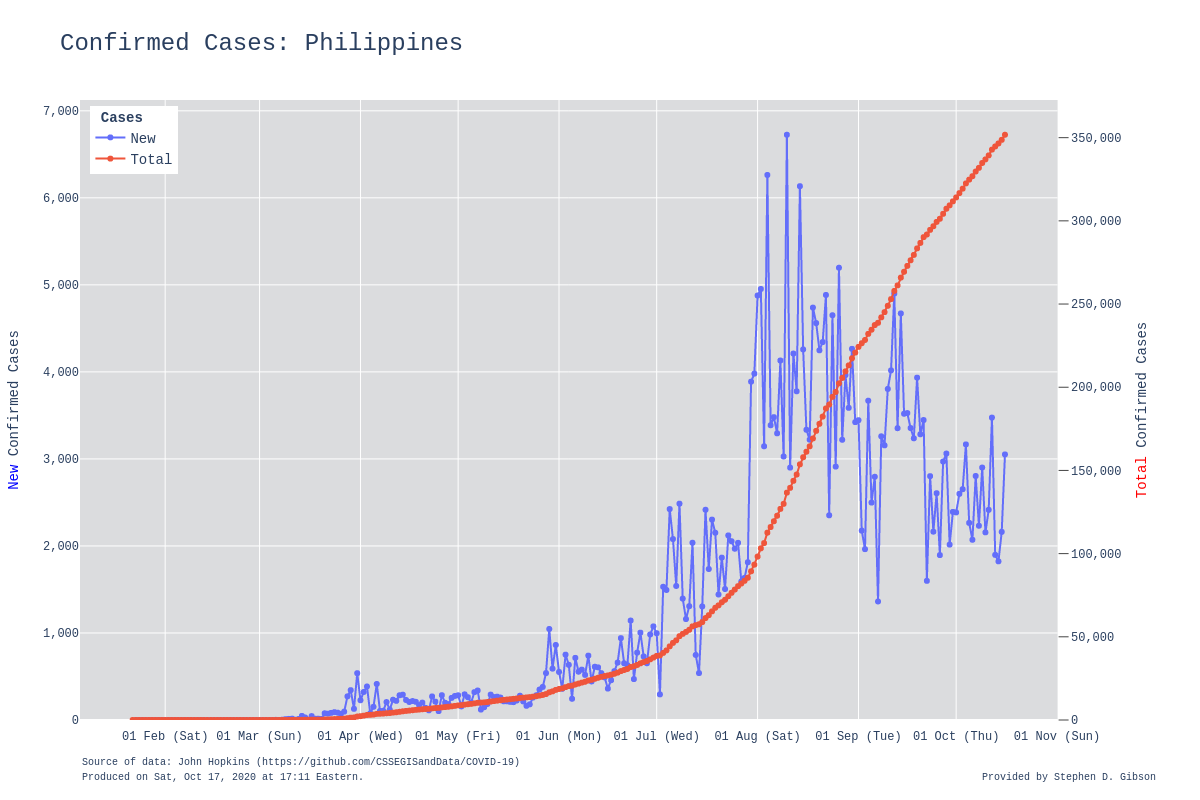 Confirmed Cases: Philippines
Cases
New
Total
7,000
6,000
5,000
4,000
3,000
2,000
1,000
0
New Confirmed Cases
350,000
300,000
250,000
200,000
150,000
100,000
50,000
0
Total Confirmed Cases
01 Feb (Sat) 01 Mar (Sun) 01 Apr (Wed) 01 May (Fri) 01 Jun (Mon) 01 Jul (Wed) 01 Aug (Sat) 01 Sep (Tue) 01 Oct (Thu) 01 Nov (Sun)
Source of data: John Hopkins (https://github.com/CSSEGISandData/COVID-19)
Produced on Sat, Oct 17, 2020 at 17:11 Eastern.
Provided by Stephen D. Gibson